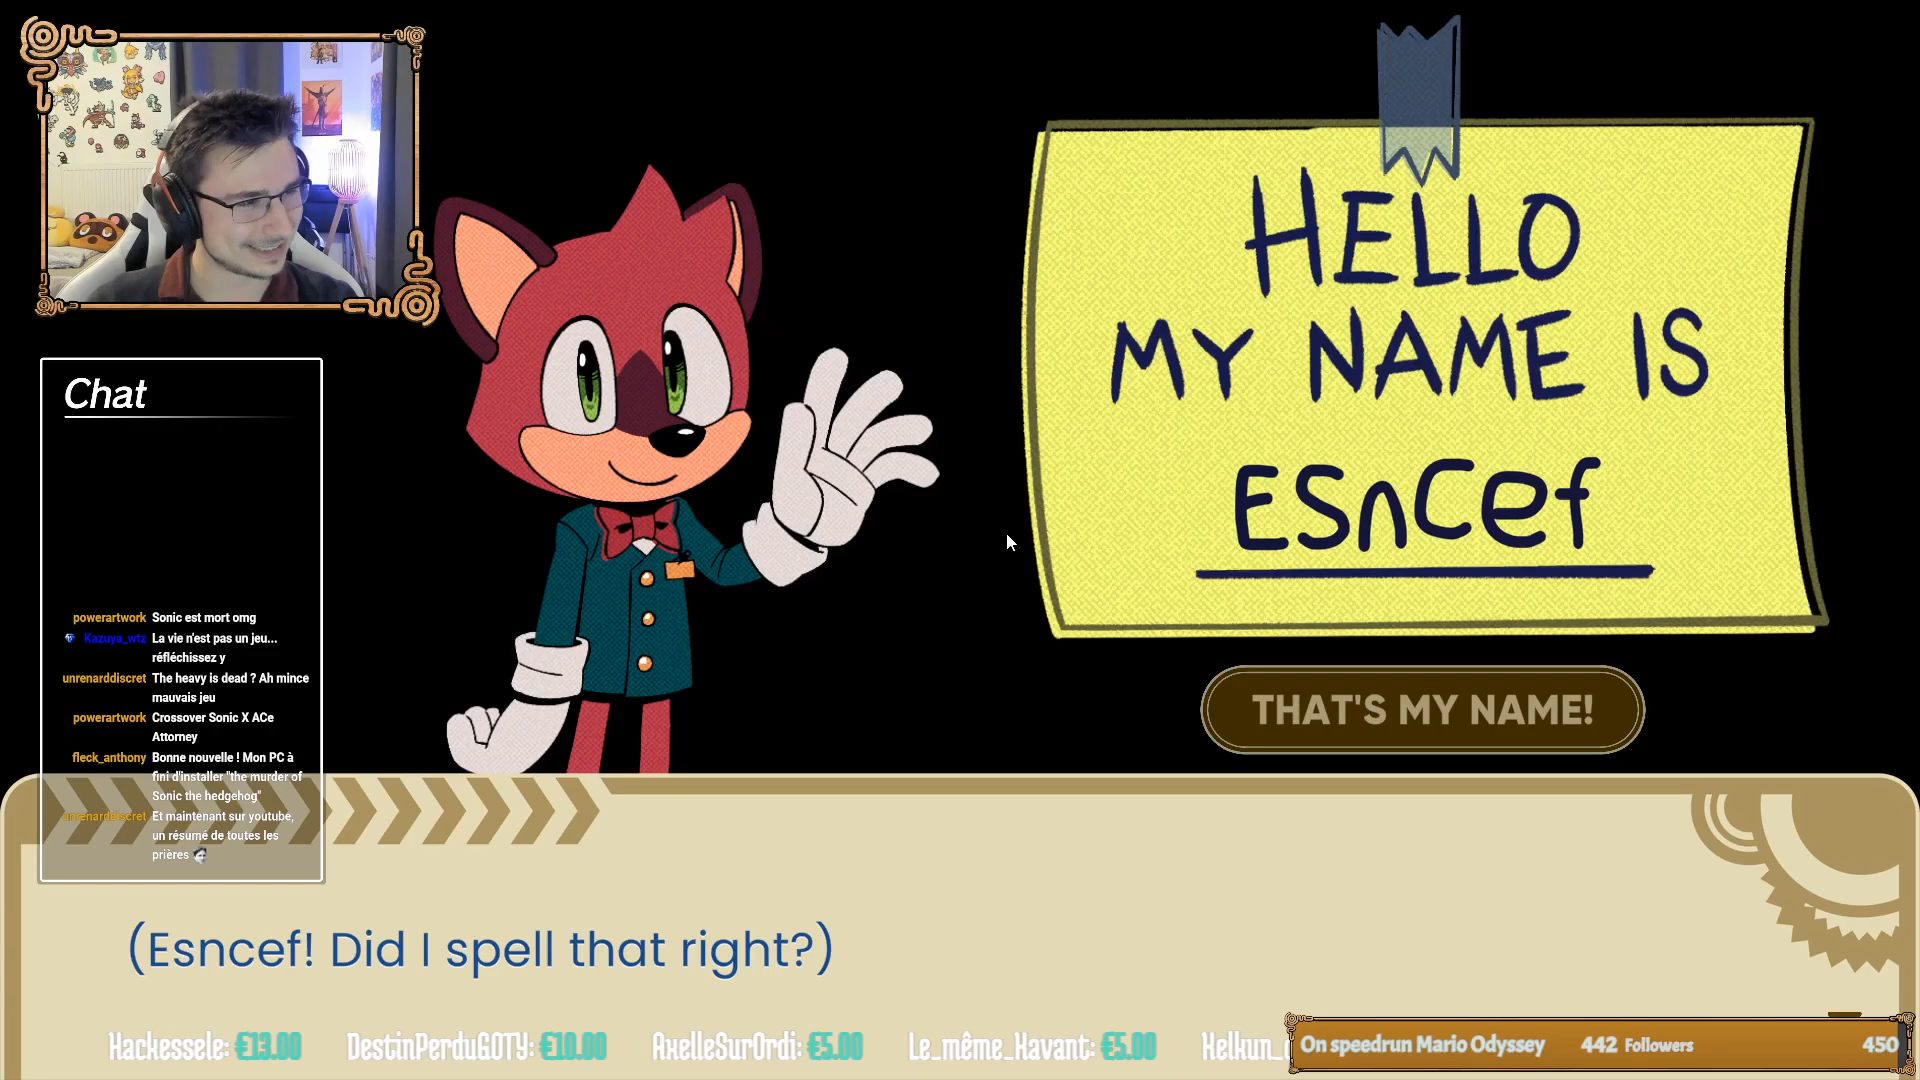 HELLO
MY NAME IS
ESnCef
THAT'S MY NAME!
Chat
powerartwork Sonic est mort omg
Kazuya_wtz La vie n'est pas un jeu...
réfléchissez y
unrenarddiscret The heavy is dead ? Ah mince
mauvais jeu
powerartwork Crossover Sonic X ACe
Attorney
fleck_anthony Bonne nouvelle ! Mon PC à
fini d'installer "the murder of
Sonic the hedgehog"
unrenarddiscret Et maintenant sur youtube,
un résumé de toutes les
prières
(Esncef! Did I spell that right?)
Hackessele: €13.00 DestinPerduGOTY: €10.00 AxelleSurOrdi: €5.00 Le_même_Havant: €5.00
On speedrun Mario Odyssey 442 Followers 450